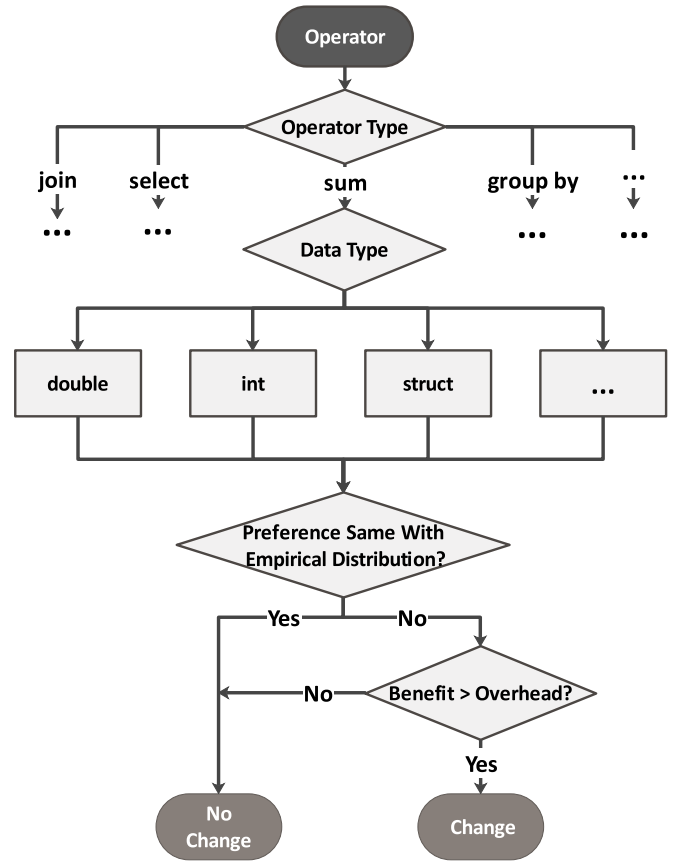 Operator
Operator Type
join
select
sum
group by
...
...
...
...
...
Data Type
double
int
struct
...
Preference Same With
Empirical Distribution?
Yes
No
Benefit > Overhead?
No
Yes
No
Change
Change